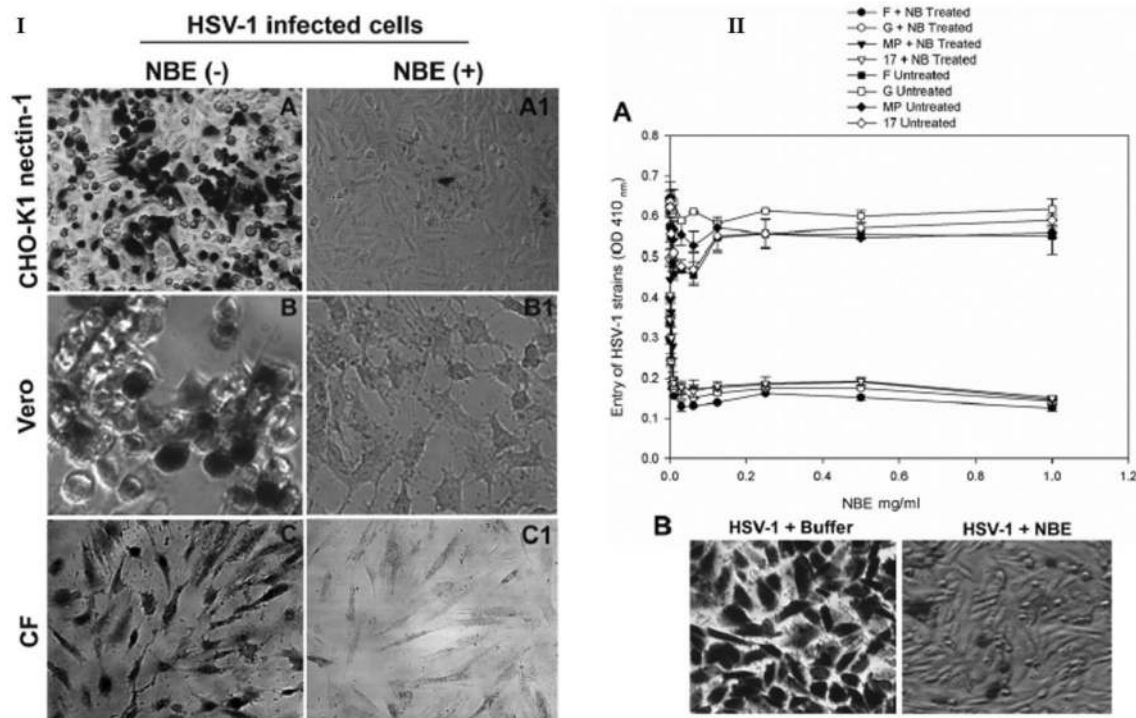 I
HSV-1 infected cells
NBE (-)
NBE (+)
CHO-K1 nectin-1
A
A1
Vero
B
B1
CF
C
C1
II
F + NB Treated
G + NB Treated
MP + NB Treated
17 + NB Treated
F Untreated
G Untreated
MP Untreated
17 Untreated
A
Entry of HSV-1 strains (OD 410 nm)
0.8
0.7
0.6
0.5
0.4
0.3
0.2
0.1
0.0
0.0 0.2 0.4 0.6 0.8 1.0 1.2
NBE mg/ml
B
HSV-1 + Buffer
HSV-1 + NBE